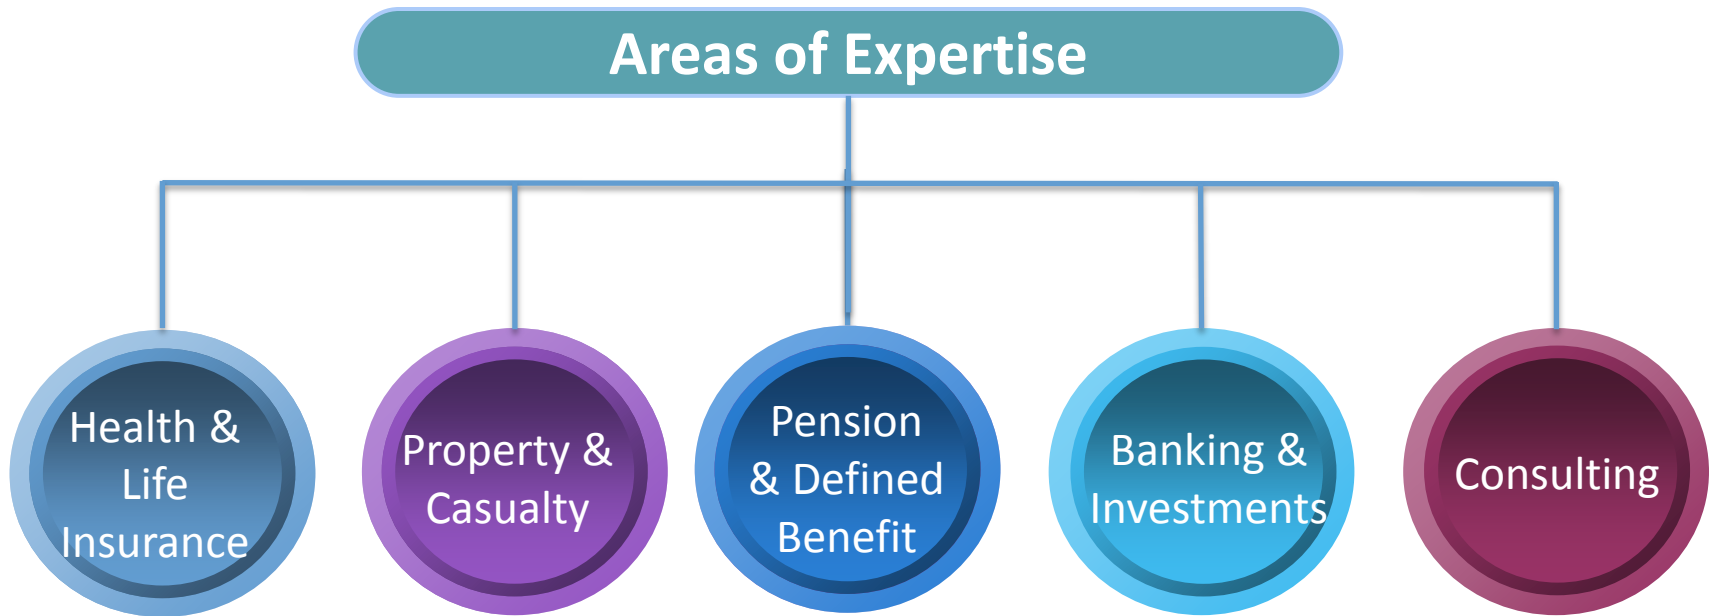 Areas of Expertise
Health &
Life
Insurance
Property &
Casualty
Pension
& Defined
Benefit
Banking &
Investments
Consulting